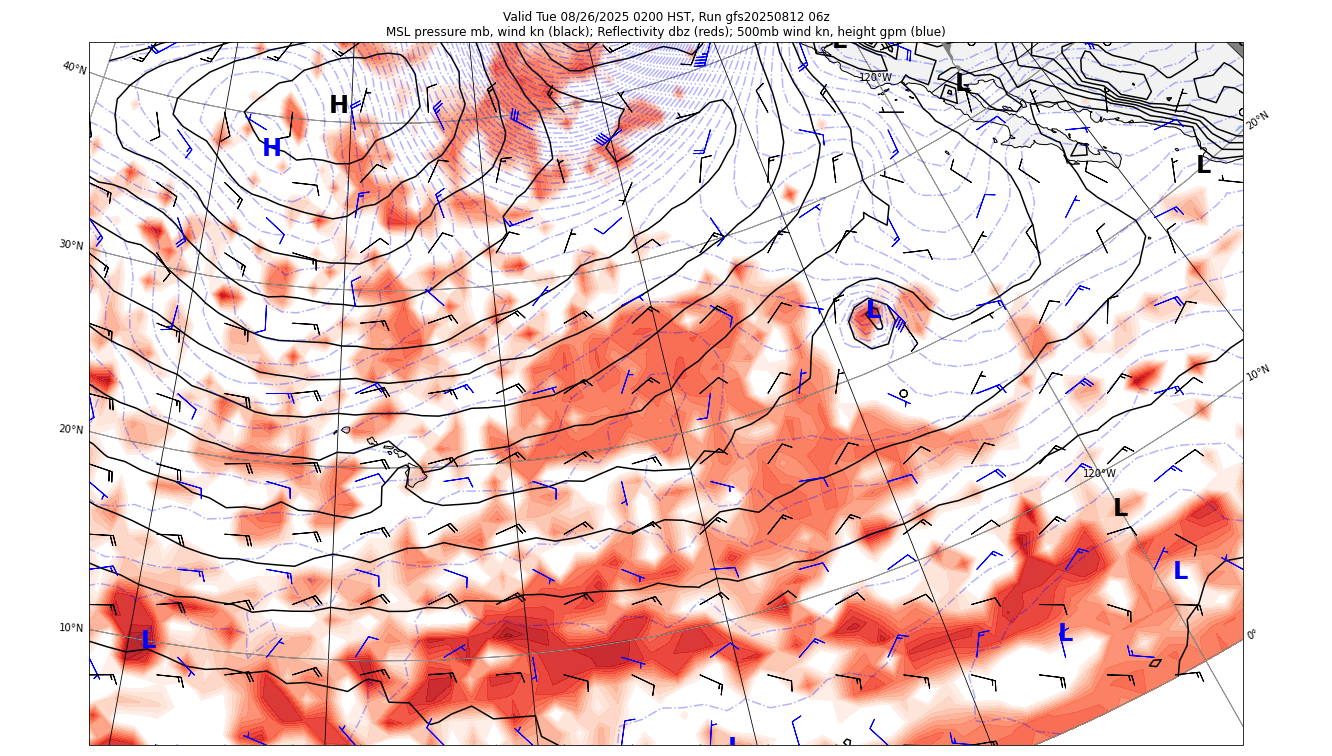 Valid Tue 08/26/2025 0200 HST, Run gfs20250812 06z
MSL pressure mb, wind kn (black); Reflectivity dbz (reds); 500mb wind kn, height gpm (blue)
L
40°N
120°W
L
H
H
20°N
L
30°N
L
10°N
20°N
120°W
L
L
10°N
L
L
0°
L